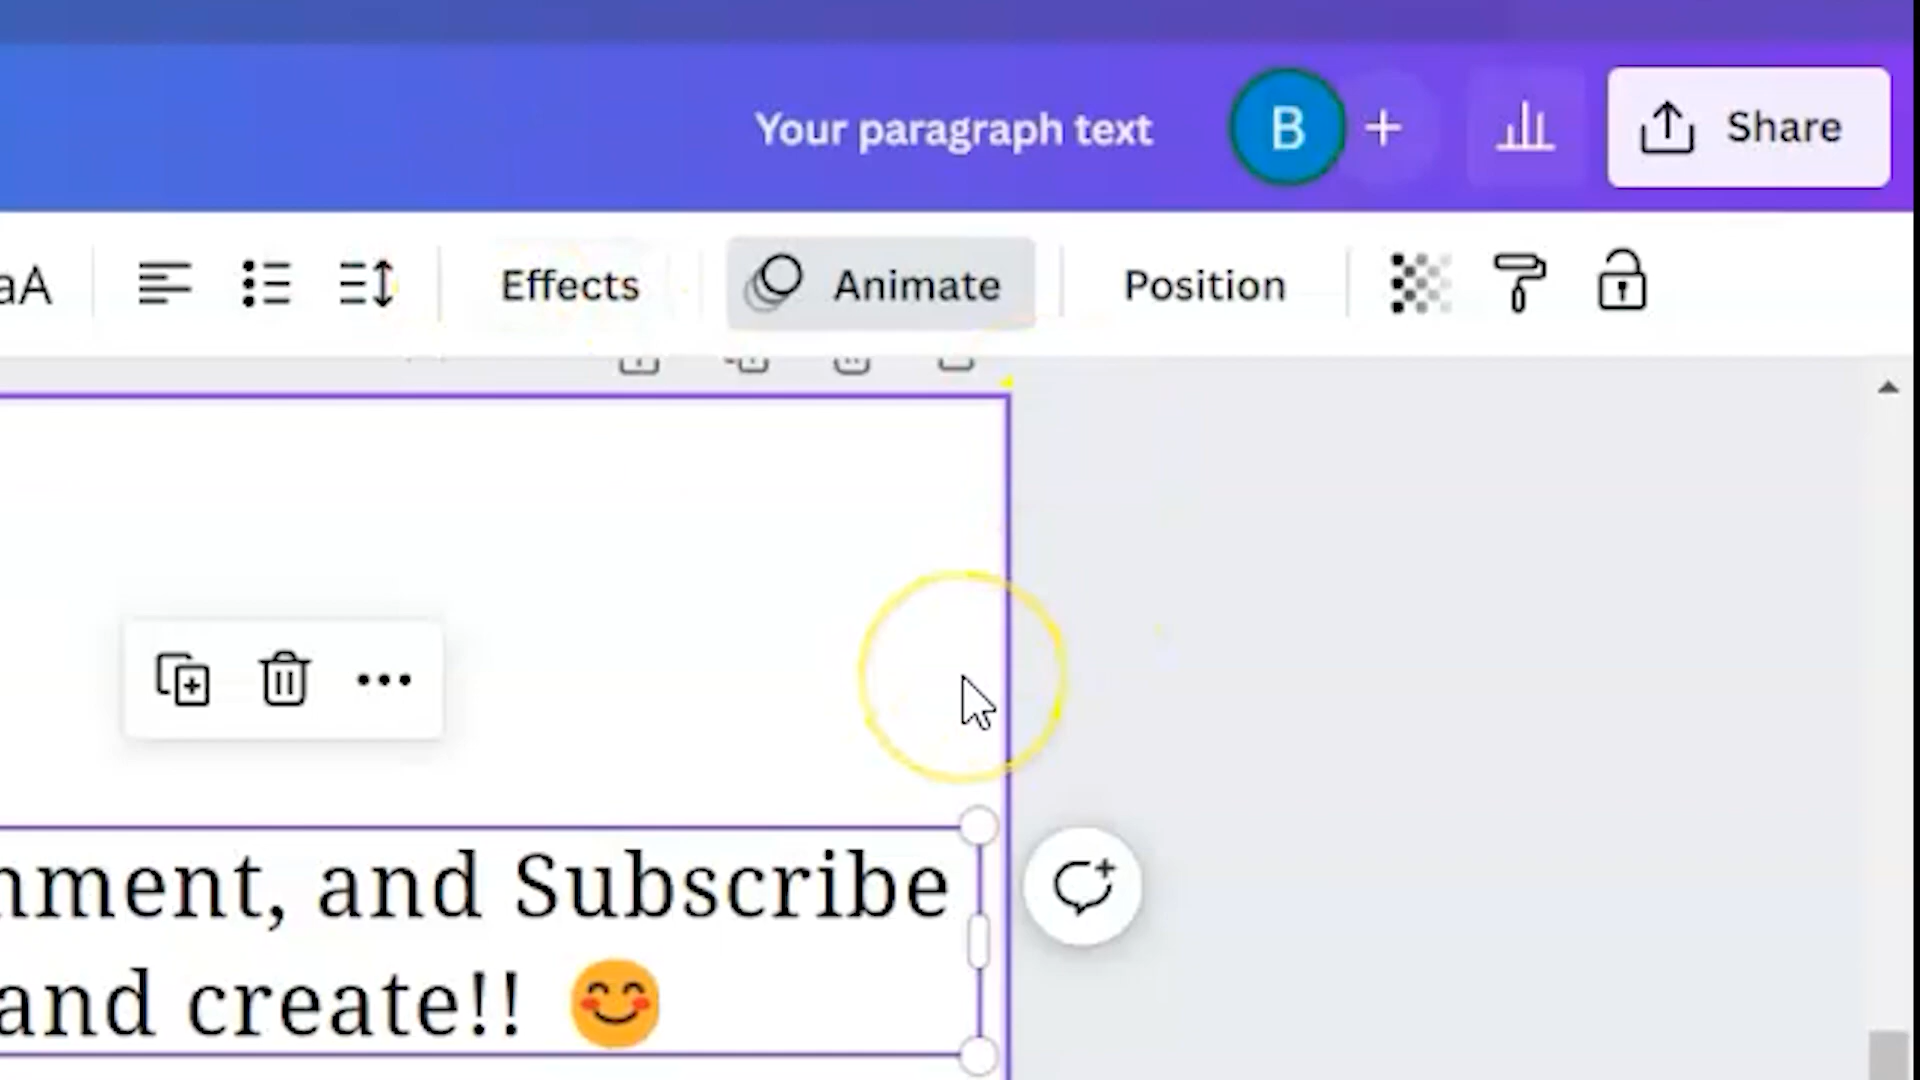 Your paragraph text B + Share
aA Effects Animate Position
nment, and Subscribe
and create!! 😊